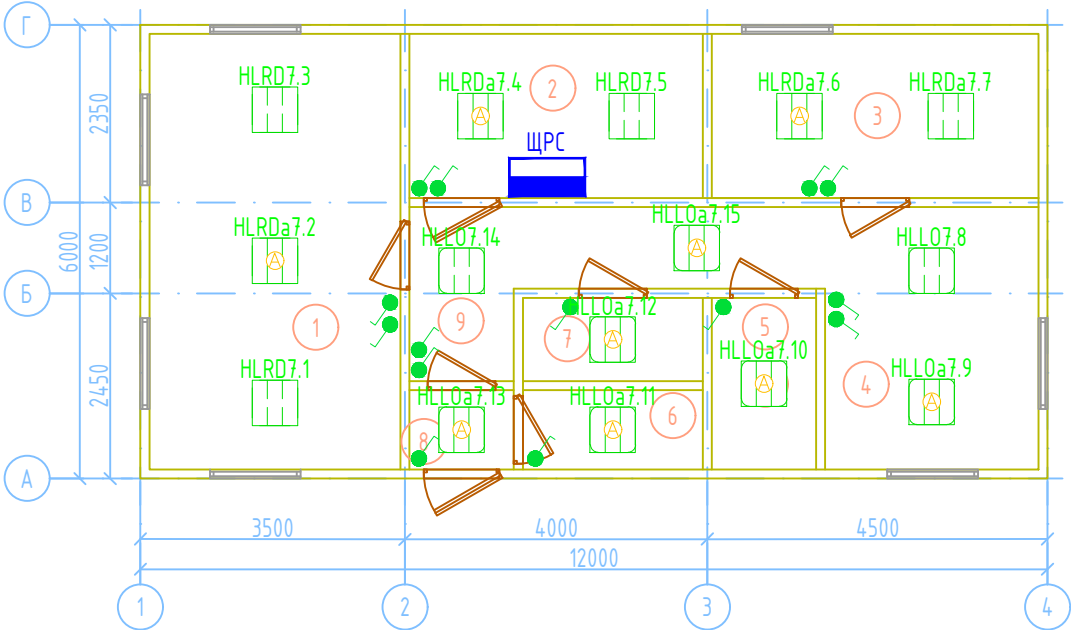 Г
HLRD7.3
HLRDa7.4
2
HLRD7.5
HLRDa7.6
3
HLRDa7.7
А
А
2350
ЩРС
В
HLRDa7.2
А
HLLO7.14
HLLOa7.15
А
HLLO7.8
6000
1200
Б
1
9
7
HLLOa7.12
А
5
HLLOa7.10
А
4
HLLOa7.9
А
HLRD7.1
2450
HLLOa7.13
А
8
HLLOa7.11
А
6
А
3500
4000
4500
12000
1
2
3
4